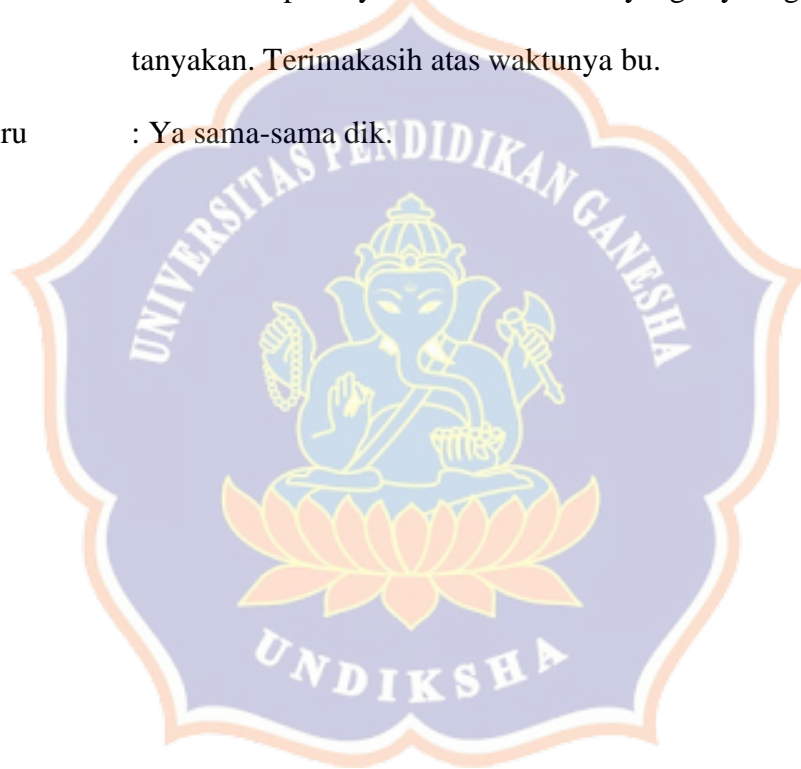 tanyakan. Terimakasih atas waktunya bu.
ru : Ya sama-sama dik.
UNIVERSITAS PENDIDIKAN GANESHA
UNDIKSHA